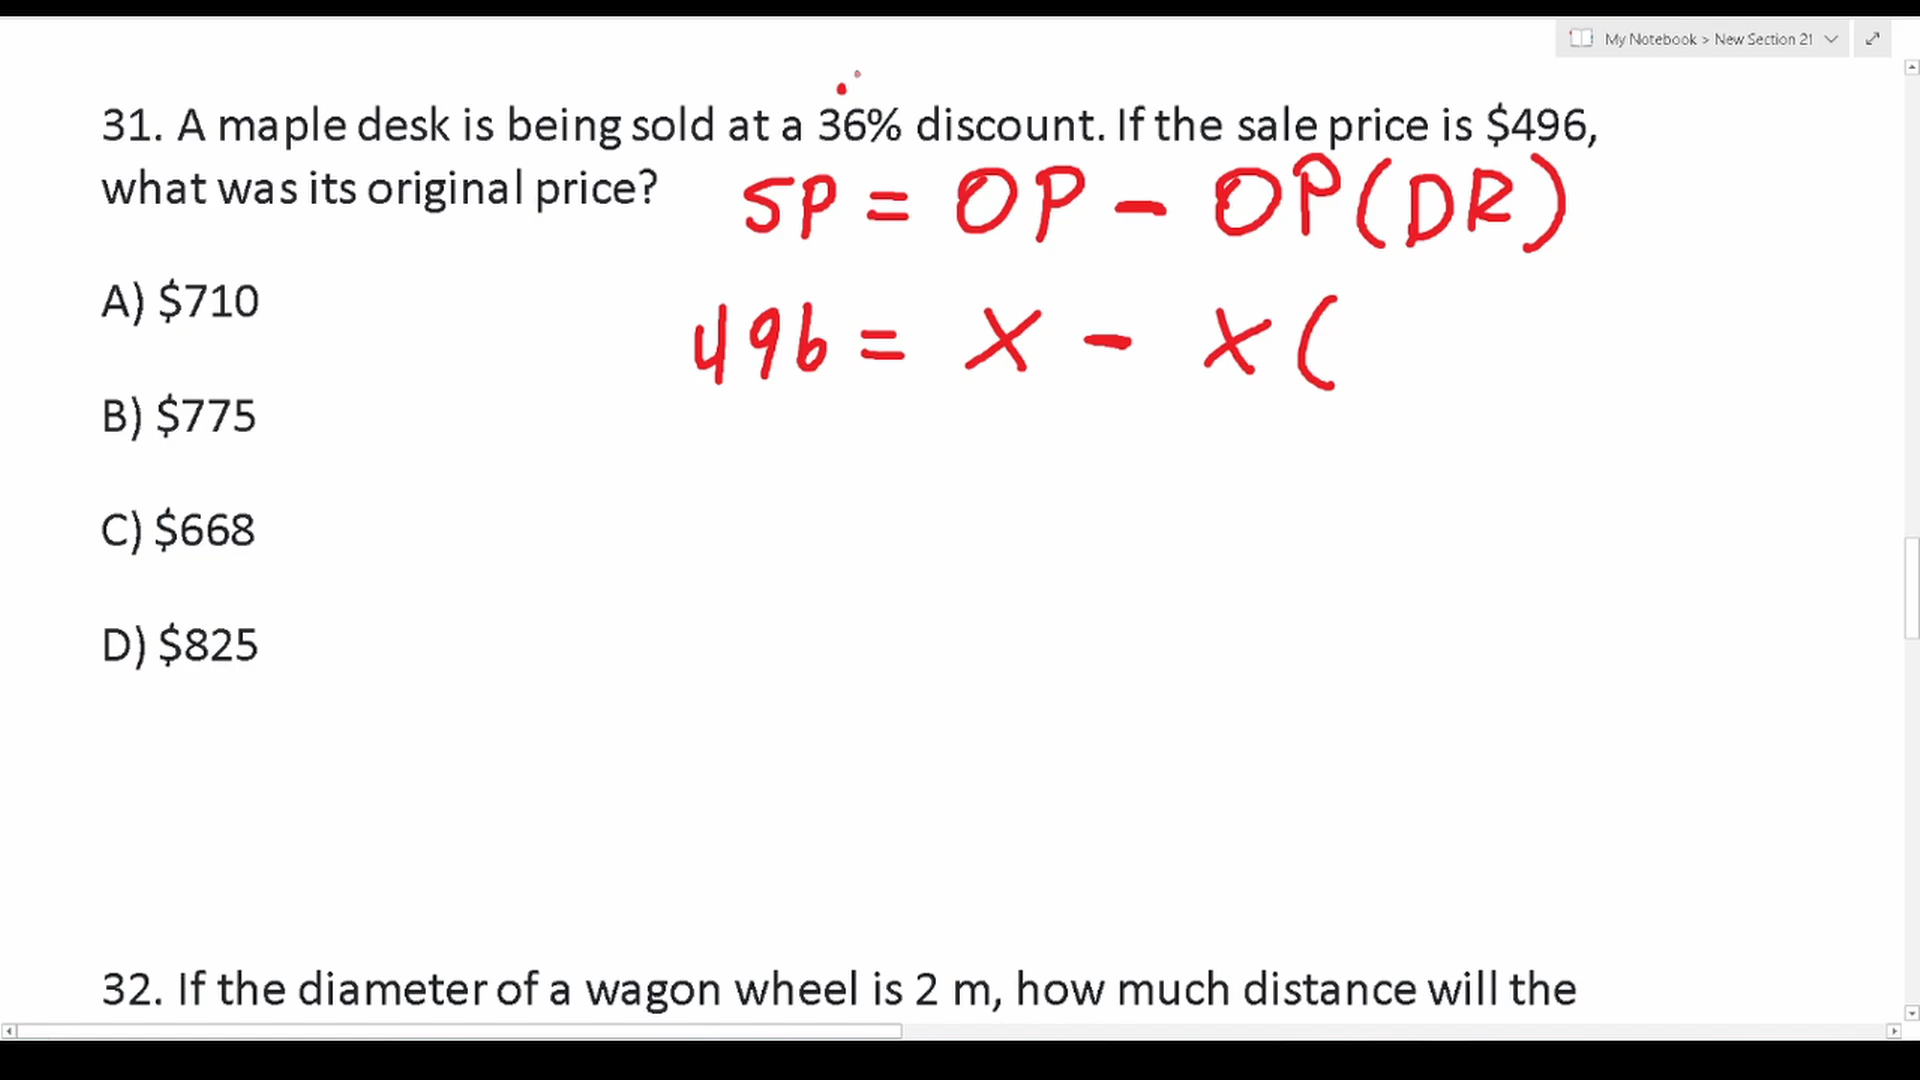 My Notebook > New Section 21
31. A maple desk is being sold at a 36% discount. If the sale price is $496,
what was its original price?
SP = OP - OP(DR)
A) $710
496 = X - X(
B) $775
C) $668
D) $825
32. If the diameter of a wagon wheel is 2 m, how much distance will the